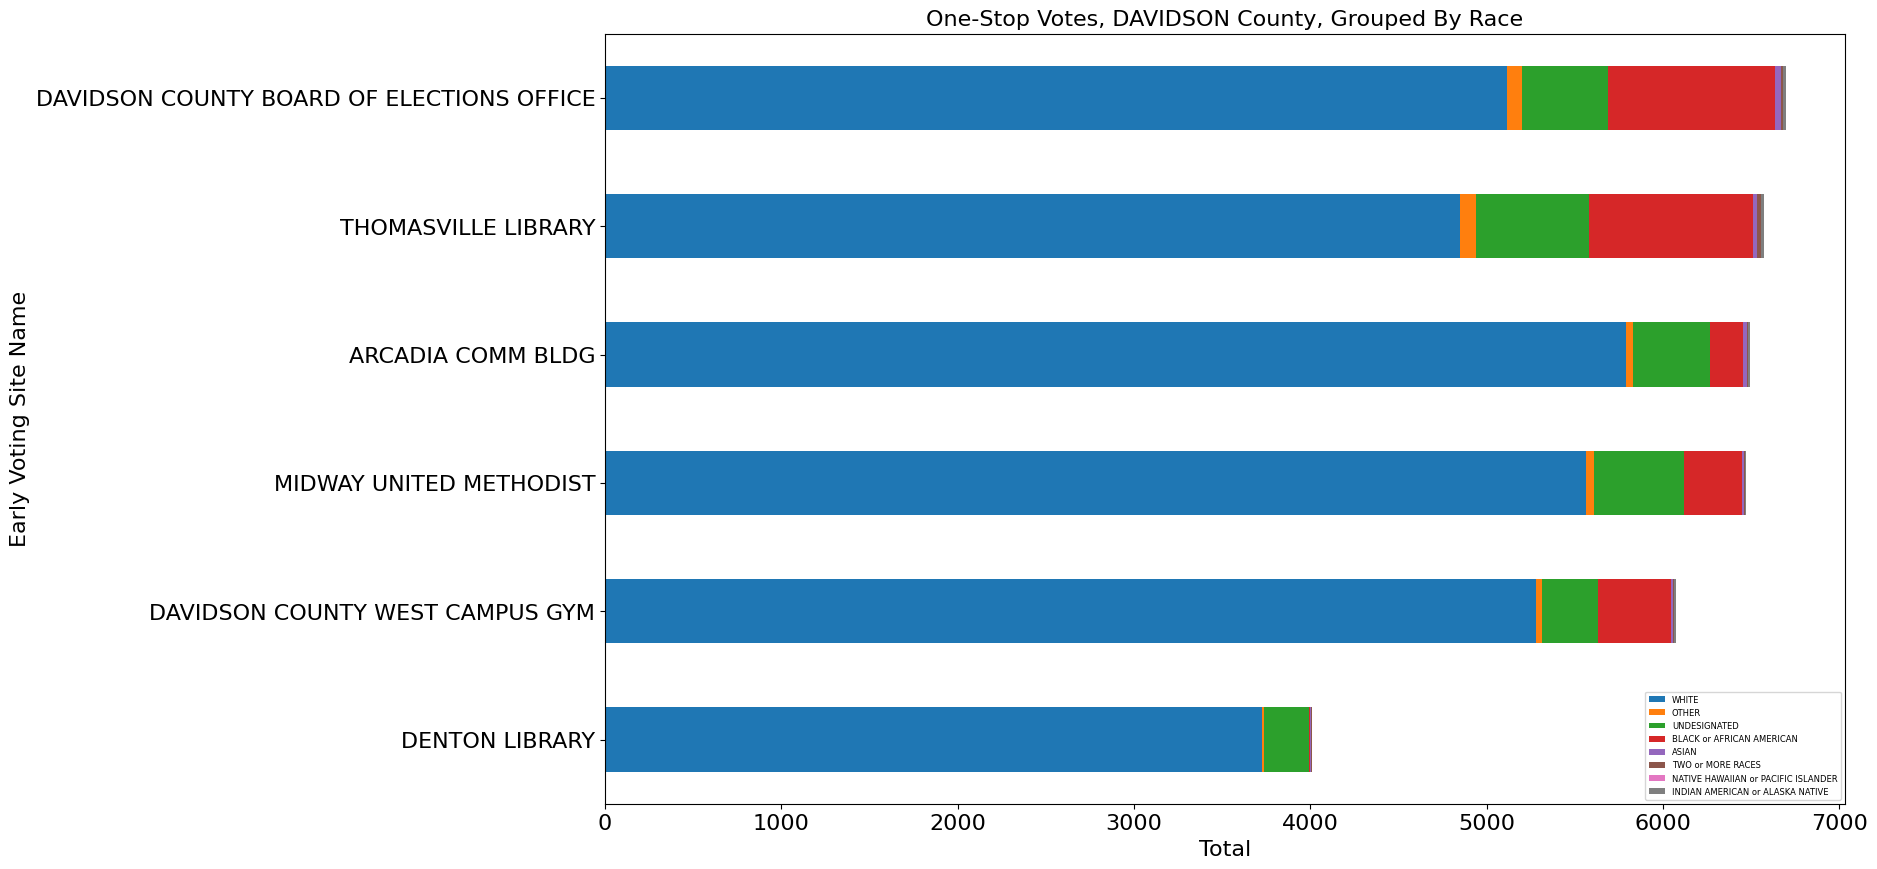 One-Stop Votes, DAVIDSON County, Grouped By Race
Early Voting Site Name
DAVIDSON COUNTY BOARD OF ELECTIONS OFFICE
THOMASVILLE LIBRARY
ARCADIA COMM BLDG
MIDWAY UNITED METHODIST
DAVIDSON COUNTY WEST CAMPUS GYM
DENTON LIBRARY
WHITE
OTHER
UNDESIGNATED
BLACK or AFRICAN AMERICAN
ASIAN
TWO or MORE RACES
NATIVE HAWAIIAN or PACIFIC ISLANDER
INDIAN AMERICAN or ALASKA NATIVE
0 1000 2000 3000 4000 5000 6000 7000
Total